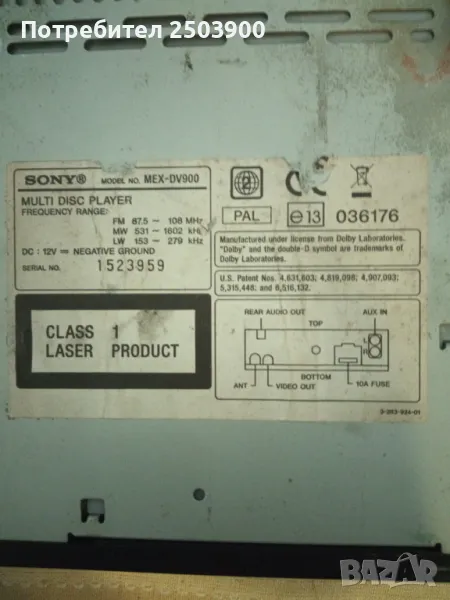 Потребител 2503900
SONY® MODEL NO. MEX-DV900
MULTI DISC PLAYER
FREQUENCY RANGE:
FM 87.5 - 108 MHz
MW 531 - 1602 kHz
LW 153 - 279 kHz
DC : 12V NEGATIVE GROUND
SERIAL NO. 1523959
2
CE
PAL e13 036176
Manufactured under license from Dolby Laboratories.
"Dolby" and the double-D symbol are trademarks of
Dolby Laboratories.
U.S. Patent Nos. 4,631,603; 4,819,098; 4,907,093;
5,315,448; and 6,516,132.
CLASS 1
LASER PRODUCT
REAR AUDIO OUT
AUX IN
TOP
L
R
BOTTOM
ANT
VIDEO OUT
10A FUSE
BAZAR